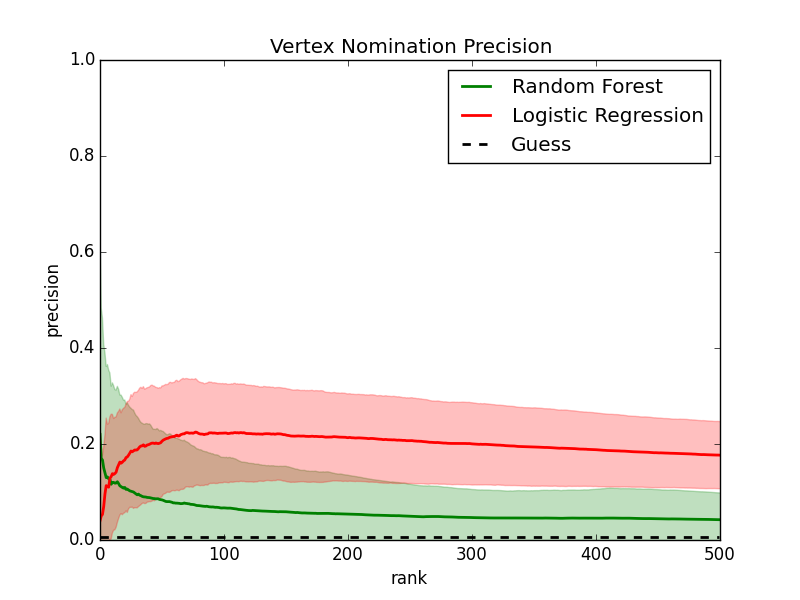 Vertex Nomination Precision
1.0
0.8
0.6
0.4
0.2
0.0
precision
Random Forest
Logistic Regression
Guess
0
100
200
300
400
500
rank